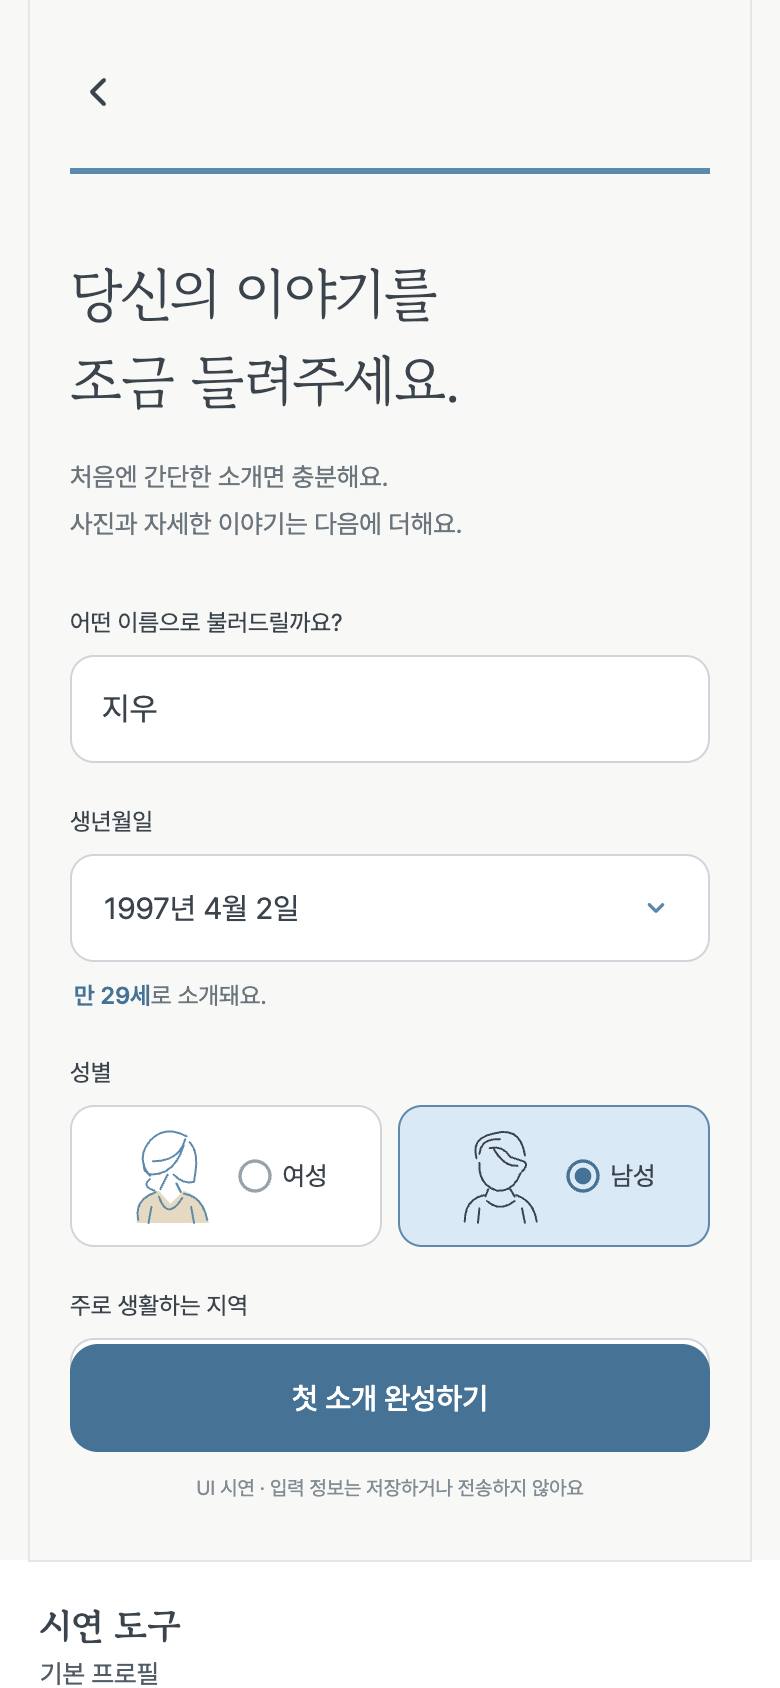 당신의 이야기를
조금 들려주세요.
처음엔 간단한 소개면 충분해요.
사진과 자세한 이야기는 다음에 더해요.
어떤 이름으로 불러드릴까요?
지우
생년월일
1997년 4월 2일
만 29세로 소개돼요.
성별
여성
남성
주로 생활하는 지역
첫 소개 완성하기
UI 시연 · 입력 정보는 저장하거나 전송하지 않아요
시연 도구
기본 프로필